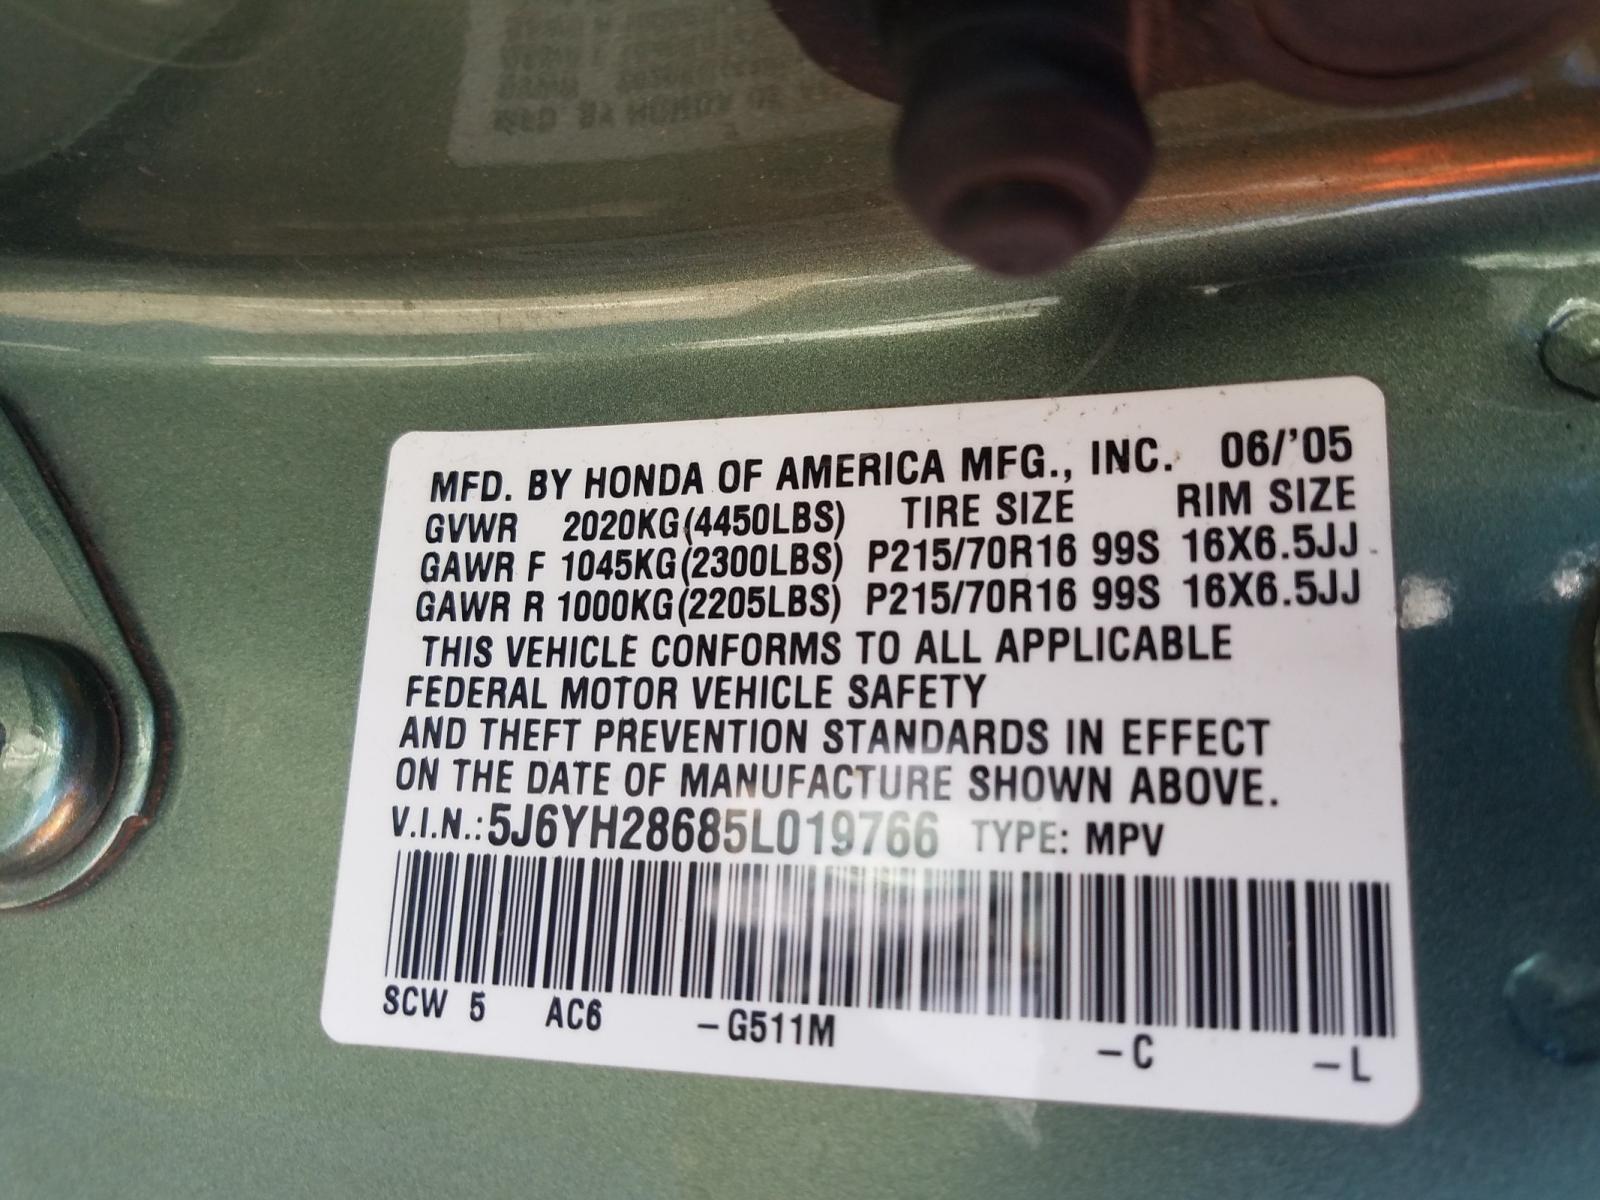 MFD. BY HONDA OF AMERICA MFG., INC. 06/'05
GVWR 2020KG(4450LBS) TIRE SIZE RIM SIZE
GAWR F 1045KG(2300LBS) P215/70R16 99S 16X6.5JJ
GAWR R 1000KG(2205LBS) P215/70R16 99S 16X6.5JJ
THIS VEHICLE CONFORMS TO ALL APPLICABLE
FEDERAL MOTOR VEHICLE SAFETY
AND THEFT PREVENTION STANDARDS IN EFFECT
ON THE DATE OF MANUFACTURE SHOWN ABOVE.
V.I.N.: 5J6YH28685L019766 TYPE: MPV
SCW 5 AC6 –G511M –C –L